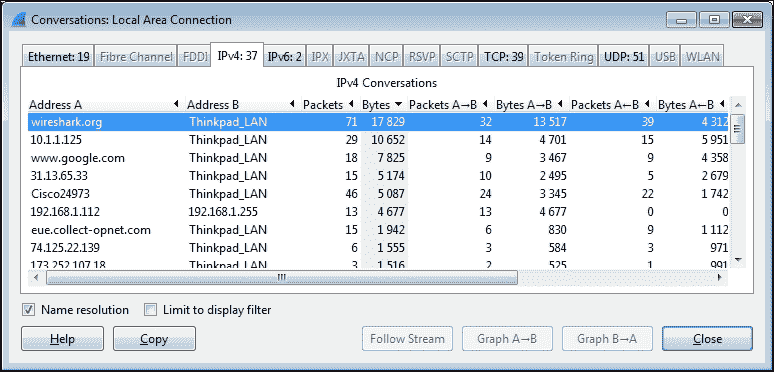 Conversations: Local Area Connection
Ethernet: 19 Fibre Channel FDDI IPv4: 37 IPv6: 2 IPX JXTA NCP RSVP SCTP TCP: 39 Token Ring UDP: 51 USB WLAN
IPv4 Conversations
Address A Address B Packets Bytes Packets A→B Bytes A→B Packets A←B Bytes A←B
wireshark.org Thinkpad_LAN 71 17 829 32 13 517 39 4 312
10.1.1.125 Thinkpad_LAN 29 10 652 14 4 701 15 5 951
www.google.com Thinkpad_LAN 18 7 825 9 3 467 9 4 358
31.13.65.33 Thinkpad_LAN 15 5 174 10 2 495 5 2 679
Cisco24973 Thinkpad_LAN 46 5 087 24 3 345 22 1 742
192.168.1.112 192.168.1.255 13 4 677 13 4 677 0 0
eue.collect-opnet.com Thinkpad_LAN 15 1 942 6 830 9 1 112
74.125.22.139 Thinkpad_LAN 6 1 555 3 584 3 971
173.252.107.18 Thinkpad_LAN 3 1 516 2 525 1 991
Name resolution Limit to display filter
Help Copy Follow Stream Graph A→B Graph B→A Close